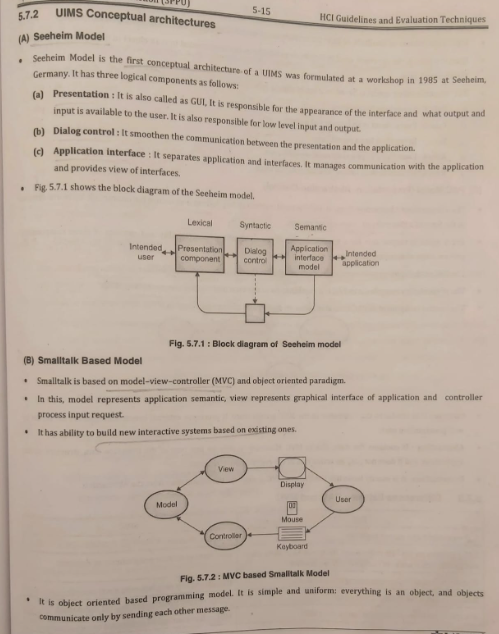 (SPPU)
5-15
HCI Guidelines and Evaluation Techniques
5.7.2 UIMS Conceptual architectures
(A) Seeheim Model
• Seeheim Model is the first conceptual architecture of a UIMS was formulated at a workshop in 1985 at Seeheim,
Germany. It has three logical components as follows:
(a) Presentation : It is also called as GUI, It is responsible for the appearance of the interface and what output and
input is available to the user. It is also responsible for low level input and output.
(b) Dialog control : It smoothen the communication between the presentation and the application.
(c) Application interface : It separates application and interfaces. It manages communication with the application
and provides view of interfaces.
• Fig. 5.7.1 shows the block diagram of the Seeheim model.
Lexical Syntactic Semantic
Intended
user
Presentation
component
Dialog
control
Application
interface
model
Intended
application
Fig. 5.7.1 : Block diagram of Seeheim model
(B) Smalltalk Based Model
• Smalltalk is based on model-view-controller (MVC) and object oriented paradigm.
• In this, model represents application semantic, view represents graphical interface of application and controller
process input request.
• It has ability to build new interactive systems based on existing ones.
View
Display
Model
User
Mouse
Controller
Keyboard
Fig. 5.7.2 : MVC based Smalltalk Model
• It is object oriented based programming model. It is simple and uniform: everything is an object, and objects
communicate only by sending each other message.